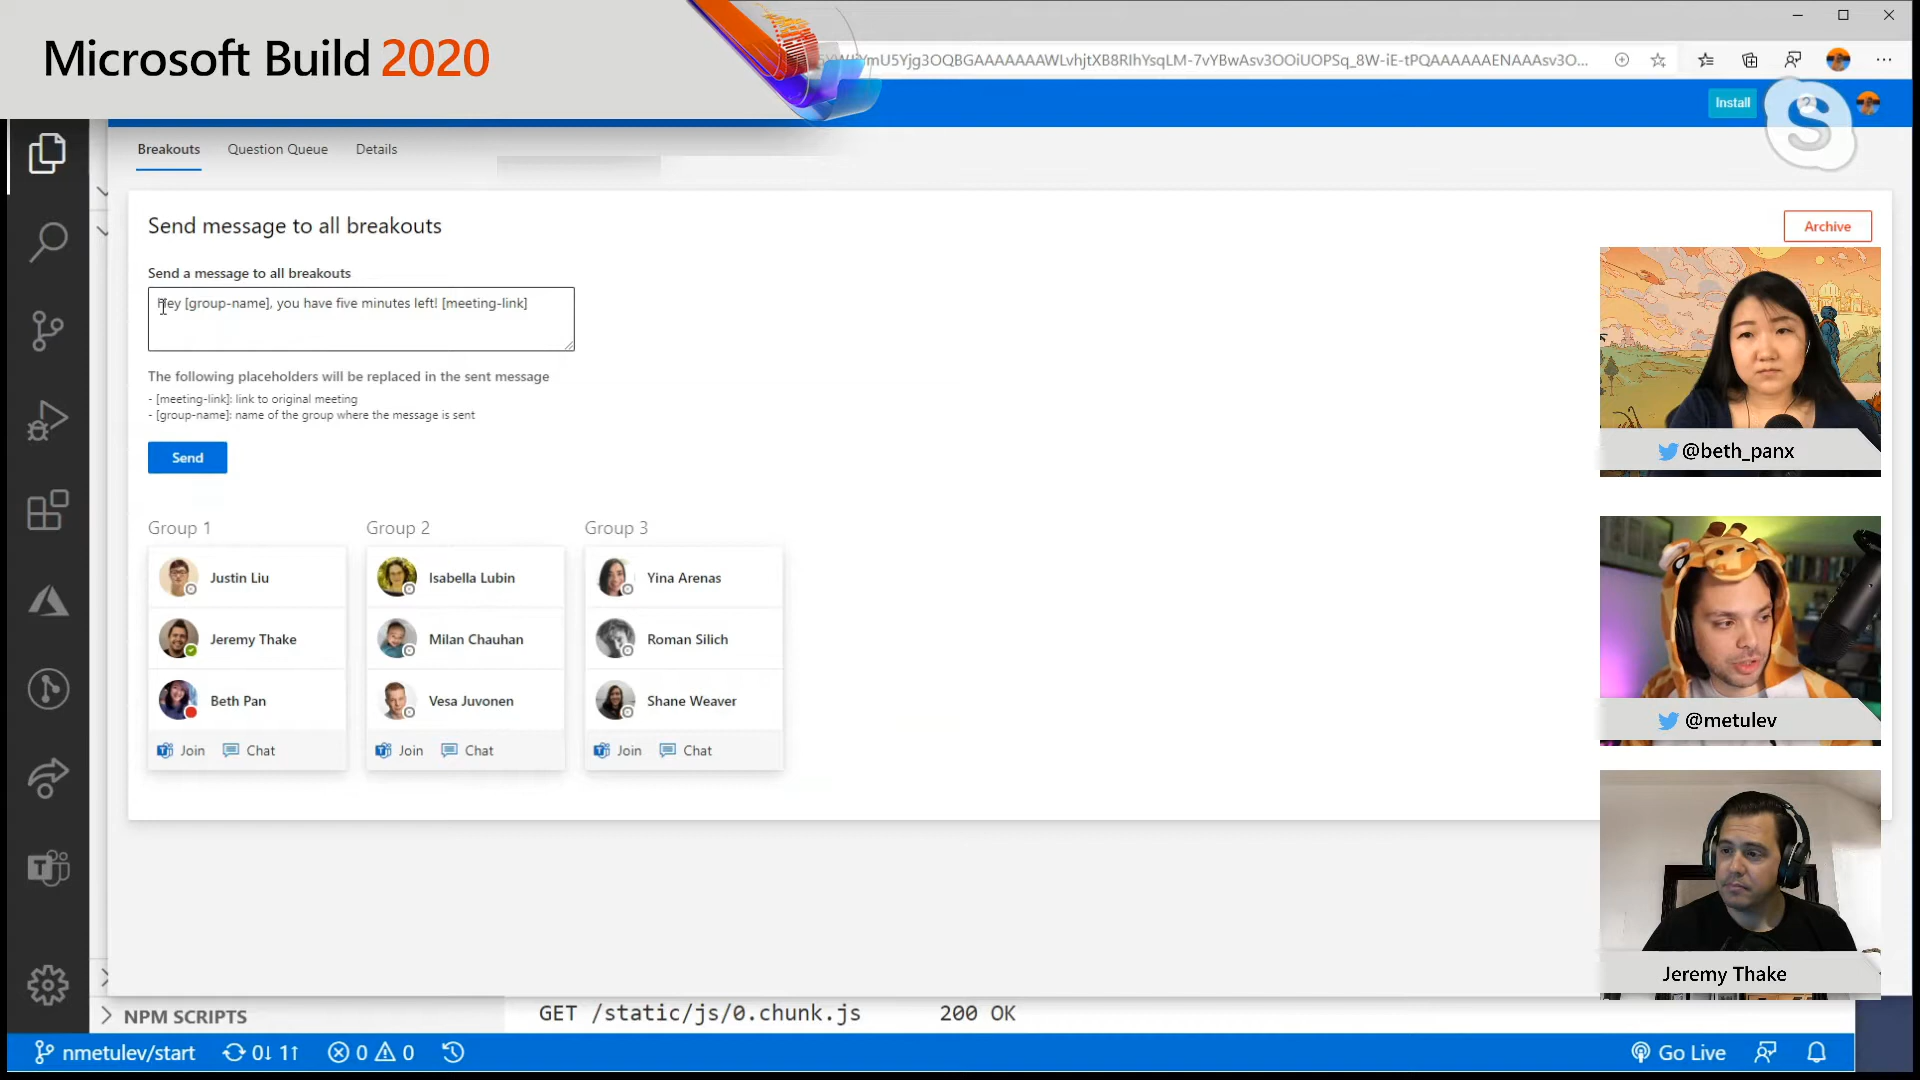 Microsoft Build 2020
Install
Breakouts
Question Queue
Details
Send message to all breakouts
Archive
Send a message to all breakouts
Hey [group-name], you have five minutes left! [meeting-link]
The following placeholders will be replaced in the sent message
- [meeting-link]: link to original meeting
- [group-name]: name of the group where the message is sent
Send
Group 1
Justin Liu
Jeremy Thake
Beth Pan
Join
Chat
Group 2
Isabella Lubin
Milan Chauhan
Vesa Juvonen
Join
Chat
Group 3
Yina Arenas
Roman Silich
Shane Weaver
Join
Chat
@beth_panx
@metulev
Jeremy Thake
NPM SCRIPTS
GET /static/js/0.chunk.js 200 OK
nmetulev/start
0↓ 1↑
0
0
Go Live